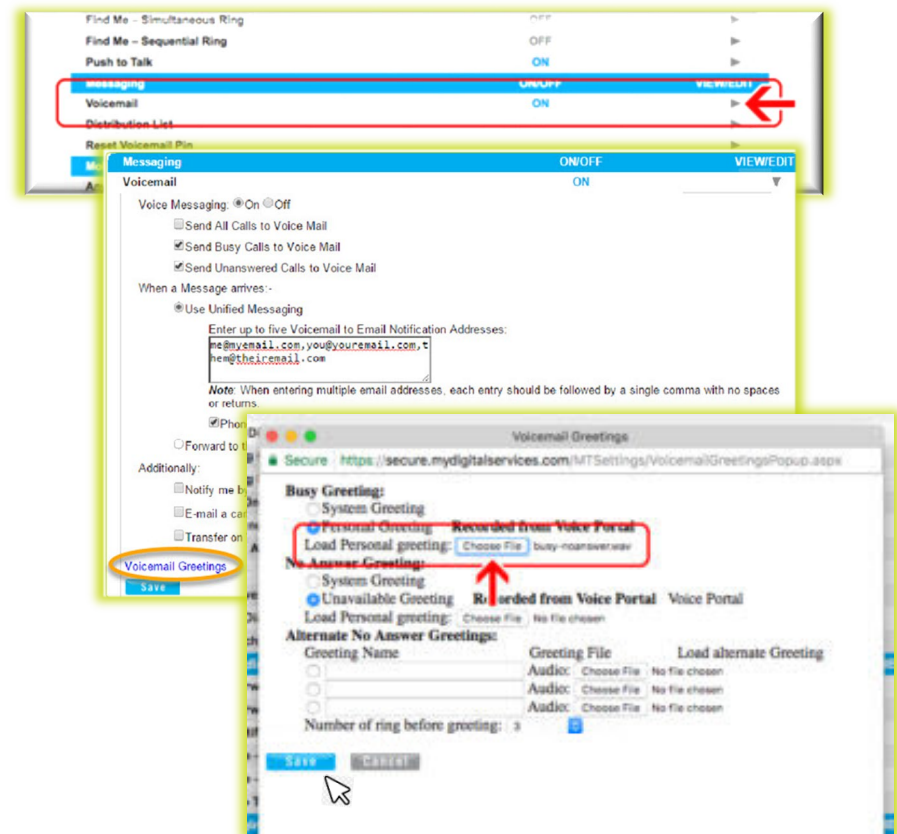 Find Me – Simultaneous Ring OFF
Find Me – Sequential Ring OFF
Push to Talk ON
Messaging ON/OFF VIEW/EDIT
Voicemail ON
Distribution List
Reset Voicemail Pin
Messaging ON/OFF VIEW/EDIT
Voicemail ON
Voice Messaging: On Off
Send All Calls to Voice Mail
Send Busy Calls to Voice Mail
Send Unanswered Calls to Voice Mail
When a Message arrives:-
Use Unified Messaging
Enter up to five Voicemail to Email Notification Addresses:
me@myemail.com,you@youremail.com,t
hem@theiremail.com
Note: When entering multiple email addresses, each entry should be followed by a single comma with no spaces
or returns.
Forward to
Additionally:
Notify me
E-mail a
Transfer on
Voicemail Greetings
Save
Voicemail Greetings
Secure https://secure.mydigitalservices.com/MTSettings/VoicemailGreetingsPopup.aspx
Busy Greeting:
System Greeting
Personal Greeting Recorded from Voice Portal
Load Personal greeting: Choose File busy-noanswer.wav
No Answer Greeting:
System Greeting
Unavailable Greeting Recorded from Voice Portal Voice Portal
Load Personal greeting: Choose File No file chosen
Alternate No Answer Greetings:
Greeting Name Greeting File Load alternate Greeting
Audio: Choose File No file chosen
Audio: Choose File No file chosen
Audio: Choose File No file chosen
Number of ring before greeting: 3
Save Cancel